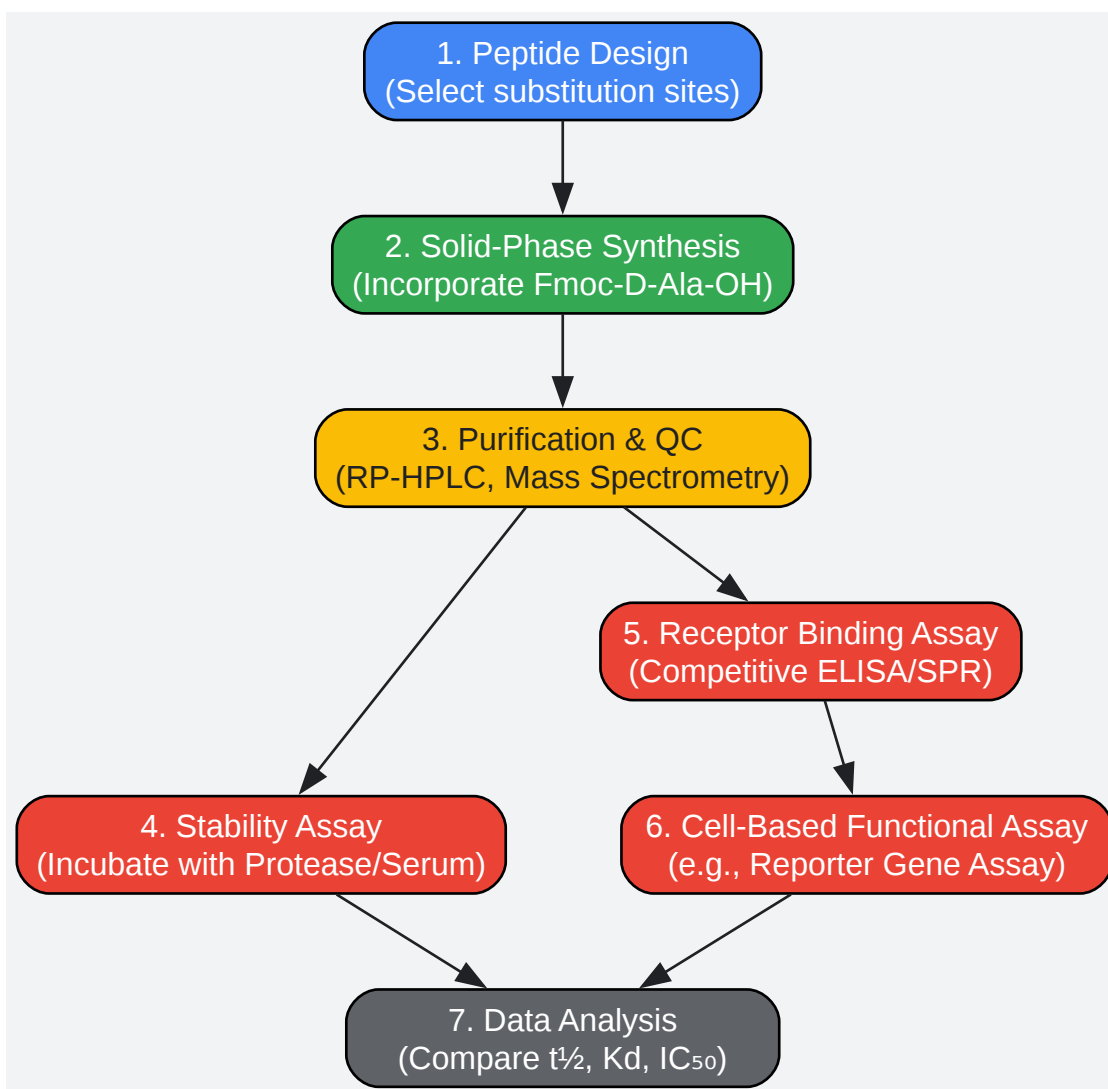 1. Peptide Design
(Select substitution sites)
2. Solid-Phase Synthesis
(Incorporate Fmoc-D-Ala-OH)
3. Purification & QC
(RP-HPLC, Mass Spectrometry)
5. Receptor Binding Assay
(Competitive ELISA/SPR)
4. Stability Assay
(Incubate with Protease/Serum)
6. Cell-Based Functional Assay
(e.g., Reporter Gene Assay)
7. Data Analysis
(Compare t½, Kd, IC₅₀)